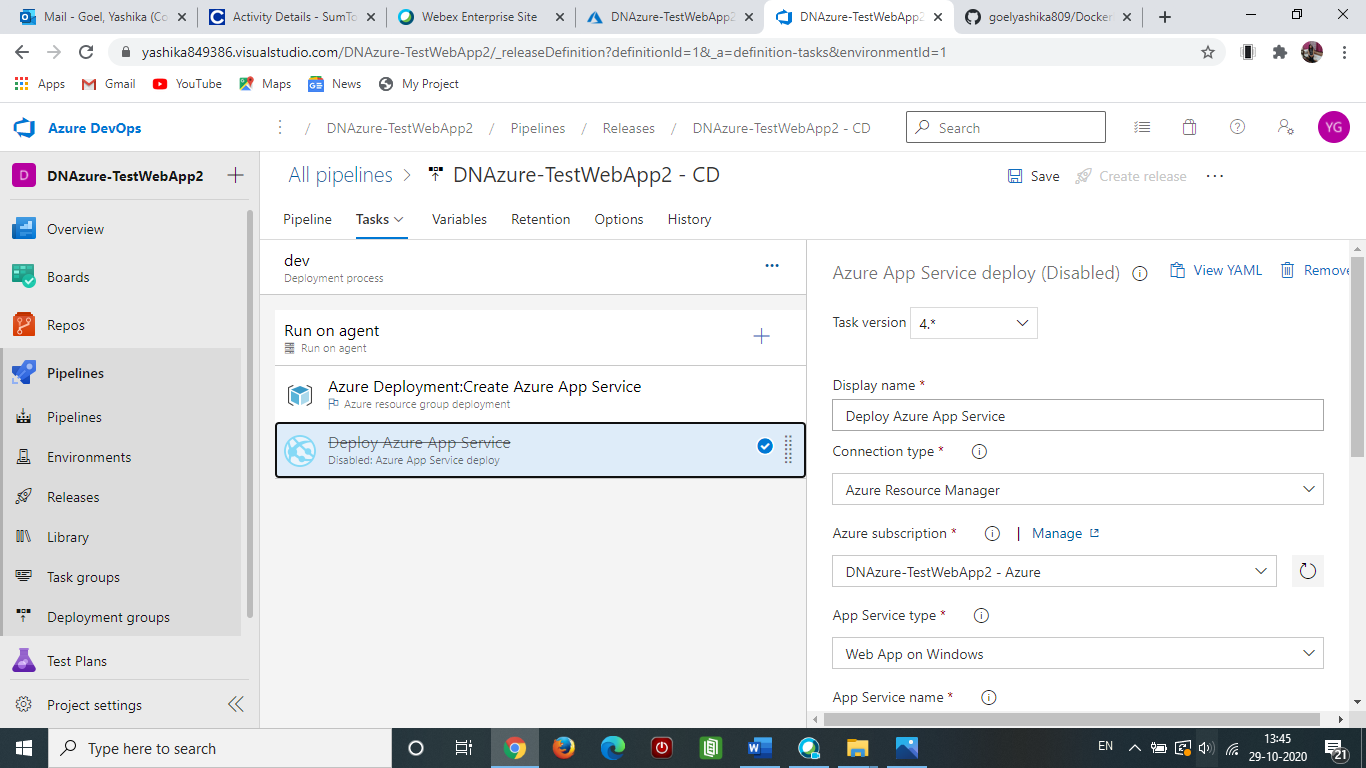 Mail - Goel, Yashika (Co
Activity Details - SumTo
Webex Enterprise Site
DNAzure-TestWebApp2
DNAzure-TestWebApp2
goelyashika809/Docker
yashika849386.visualstudio.com/DNAzure-TestWebApp2/_releaseDefinition?definitionId=1&_a=definition-tasks&environmentId=1
Apps Gmail YouTube Maps News My Project
Azure DevOps
/ DNAzure-TestWebApp2 / Pipelines / Releases / DNAzure-TestWebApp2 - CD
Search
YG
D DNAzure-TestWebApp2
Overview
Boards
Repos
Pipelines
Pipelines
Environments
Releases
Library
Task groups
Deployment groups
Test Plans
Project settings
All pipelines > DNAzure-TestWebApp2 - CD
Save Create release ...
Pipeline Tasks Variables Retention Options History
dev
Deployment process
Run on agent
Run on agent
Azure Deployment:Create Azure App Service
Azure resource group deployment
Deploy Azure App Service
Disabled: Azure App Service deploy
Azure App Service deploy (Disabled) View YAML Remove
Task version 4.*
Display name *
Deploy Azure App Service
Connection type *
Azure Resource Manager
Azure subscription * | Manage
DNAzure-TestWebApp2 - Azure
App Service type *
Web App on Windows
App Service name *
Type here to search
EN
13:45
29-10-2020
21